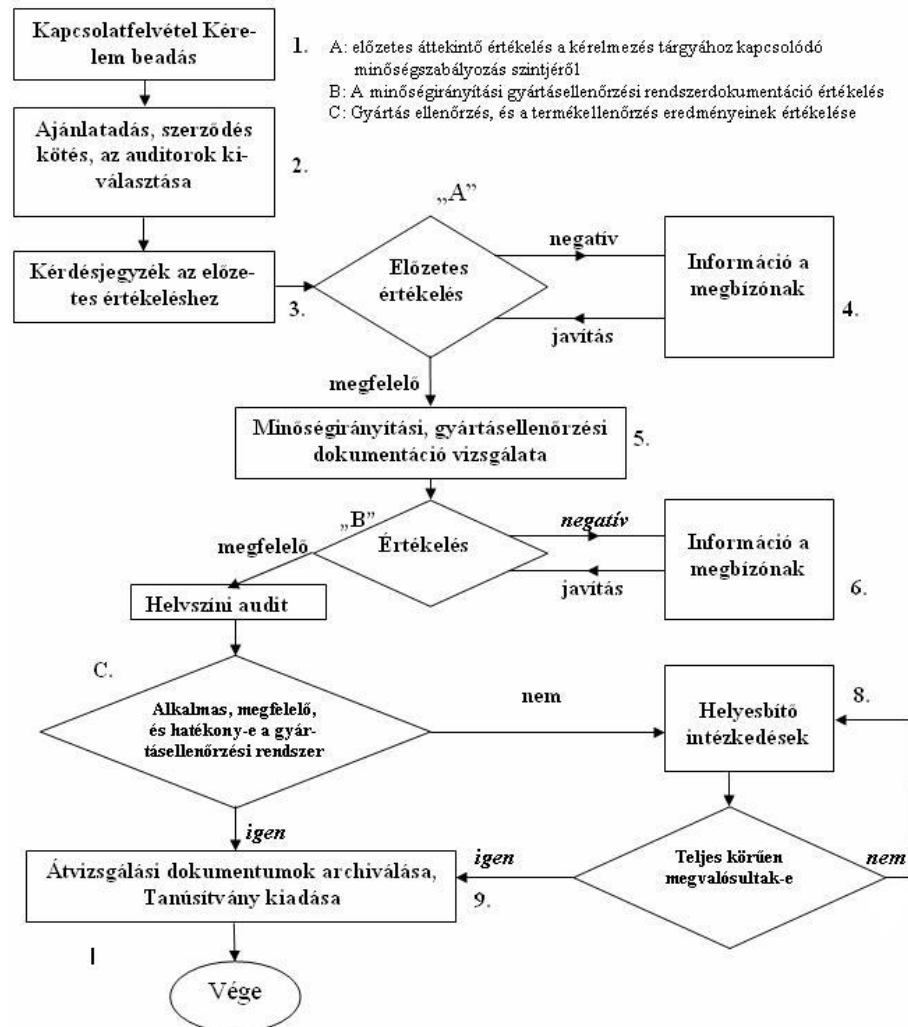 Kapcsolatfelvétel Kére-
lem beadás
1.
A: előzetes áttekintő értékelés a kérelmezés tárgyához kapcsolódó
minőségszabályozás szintjéről
B: A minőségirányítási gyártásellenőrzési rendszerdokumentáció értékelés
C: Gyártás ellenőrzés, és a termékellenőrzés eredményeinek értékelése
Ajánlatadás, szerződés
kötés, az auditorok ki-
választása
2.
„A”
Kérdésjegyzék az előze-
tes értékeléshez
3.
Előzetes
értékelés
negatív
javítás
Információ a
megbízónak
4.
megfelelő
Minőségirányítási, gyártásellenőrzési
dokumentáció vizsgálata
5.
„B”
megfelelő
Értékelés
negatív
javítás
Információ a
megbízónak
6.
Helyszíni audit
C.
Alkalmas, megfelelő,
és hatékony-e a gyár-
tásellenőrzési rendszer
nem
8.
Helyesbítő
intézkedések
igen
Teljes körűen
megvalósultak-e
nem
igen
Átvizsgálási dokumentumok archiválása,
Tanúsítvány kiadása
9.
I
Vége